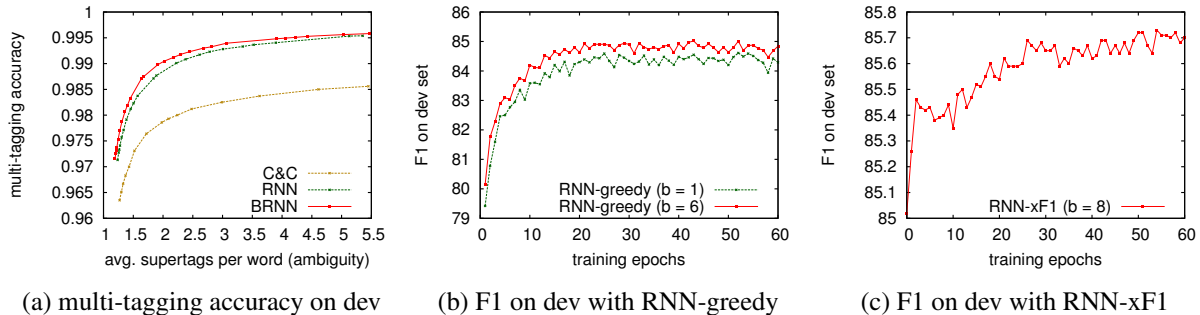 multi-tagging accuracy
1
0.995
0.99
0.985
0.98
0.975
0.97
0.965
0.96
C&C
RNN
BRNN
1 1.5 2 2.5 3 3.5 4 4.5 5 5.5
avg. supertags per word (ambiguity)
(a) multi-tagging accuracy on dev
F1 on dev set
86
85
84
83
82
81
80
79
RNN-greedy (b = 1)
RNN-greedy (b = 6)
0 10 20 30 40 50 60
training epochs
(b) F1 on dev with RNN-greedy
F1 on dev set
85.8
85.7
85.6
85.5
85.4
85.3
85.2
85.1
85
RNN-xF1 (b = 8)
0 10 20 30 40 50 60
training epochs
(c) F1 on dev with RNN-xF1